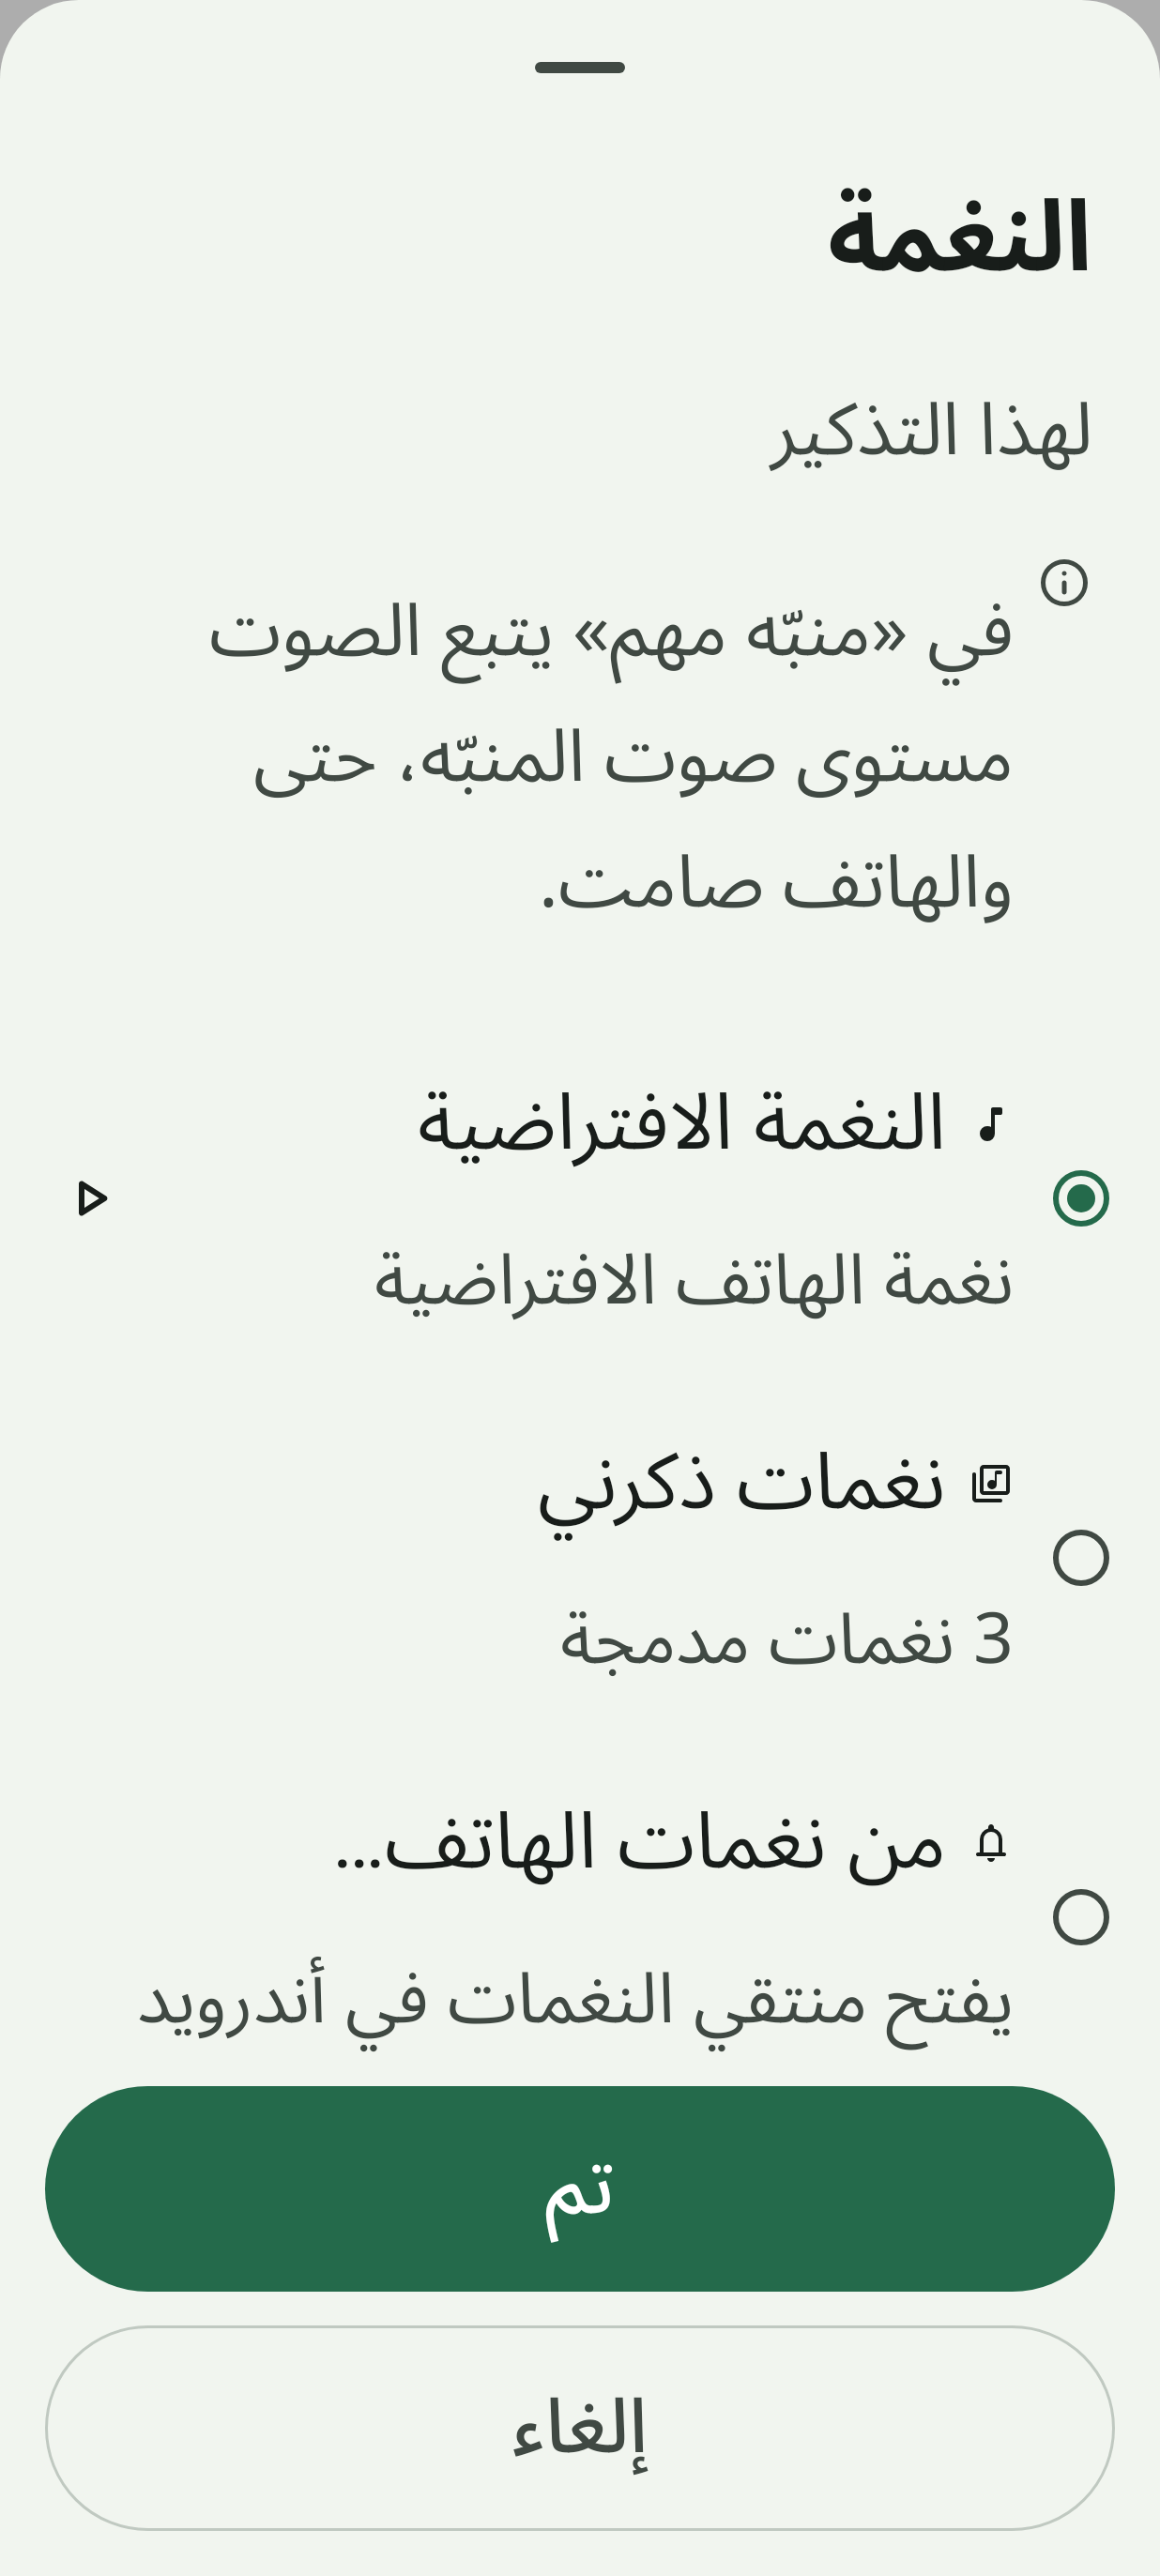 النغمة
لهذا التذكير
في «منبّه مهم» يتبع الصوت
مستوى صوت المنبّه، حتى
والهاتف صامت.
النغمة الافتراضية
نغمة الهاتف الافتراضية
نغمات ذكرني
3 نغمات مدمجة
من نغمات الهاتف...
يفتح منتقي النغمات في أندرويد
تم
إلغاء